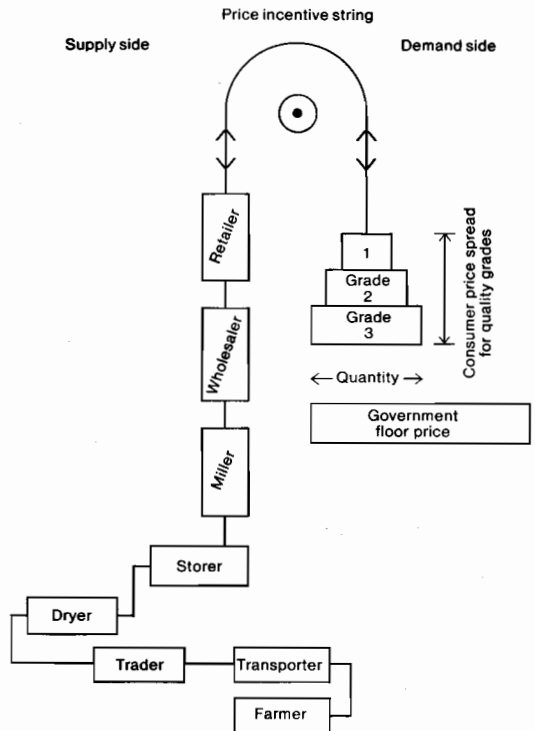 Price incentive string
Supply side
Demand side
Retailer
Wholesaler
Miller
Storer
Dryer
Trader
Transporter
Farmer
1
Grade
2
Grade
3
Consumer price spread
for quality grades
Quantity
Government
floor price